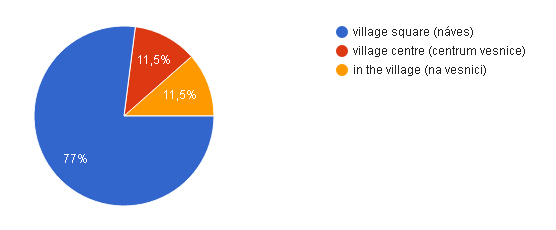 village square (náves)
village centre (centrum vesnice)
in the village (na vesnici)
11,5%
11,5%
77%